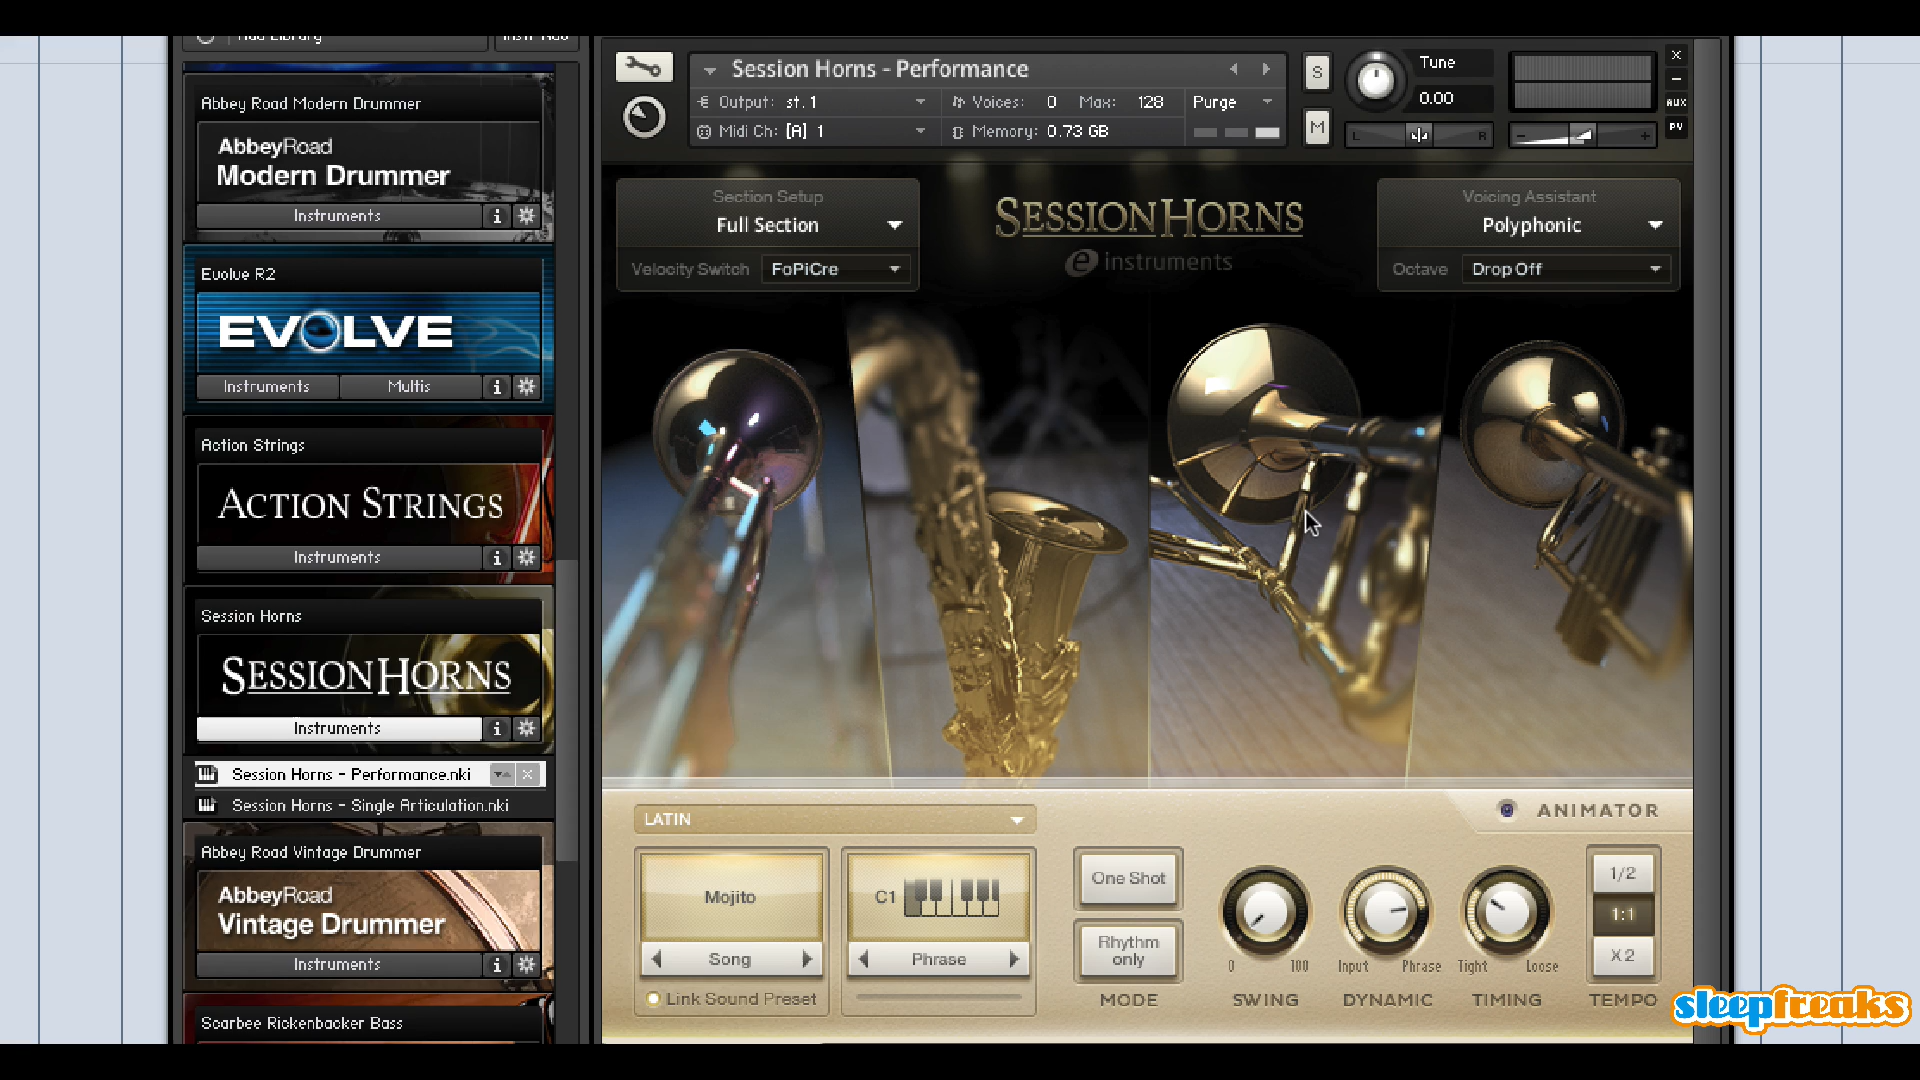 Add Library
Abbey Road Modern Drummer
AbbeyRoad
Modern Drummer
Instruments
Evolve R2
EVOLVE
Instruments Multis
Action Strings
ACTION STRINGS
Instruments
Session Horns
SESSION HORNS
Instruments
Session Horns - Performance.nki
Session Horns - Single Articulation.nki
Abbey Road Vintage Drummer
AbbeyRoad
Vintage Drummer
Instruments
Scarbee Rickenbacker Bass
Session Horns - Performance
Output: st.1
Voices: 0 Max: 128
Purge
Midi Ch: [A] 1
Memory: 0.73 GB
S
M
Tune
0.00
L R
- +
X
-
AUX
PV
Section Setup
Full Section
Velocity Switch FoPiCre
SESSION HORNS
e instruments
Voicing Assistant
Polyphonic
Octave Drop Off
LATIN
Mojito
Song
Link Sound Preset
C1
Phrase
One Shot
Rhythm
only
MODE
0 100
SWING
Input Phrase
DYNAMIC
Tight Loose
TIMING
ANIMATOR
1/2
1:1
X2
TEMPO
sleepfreaks